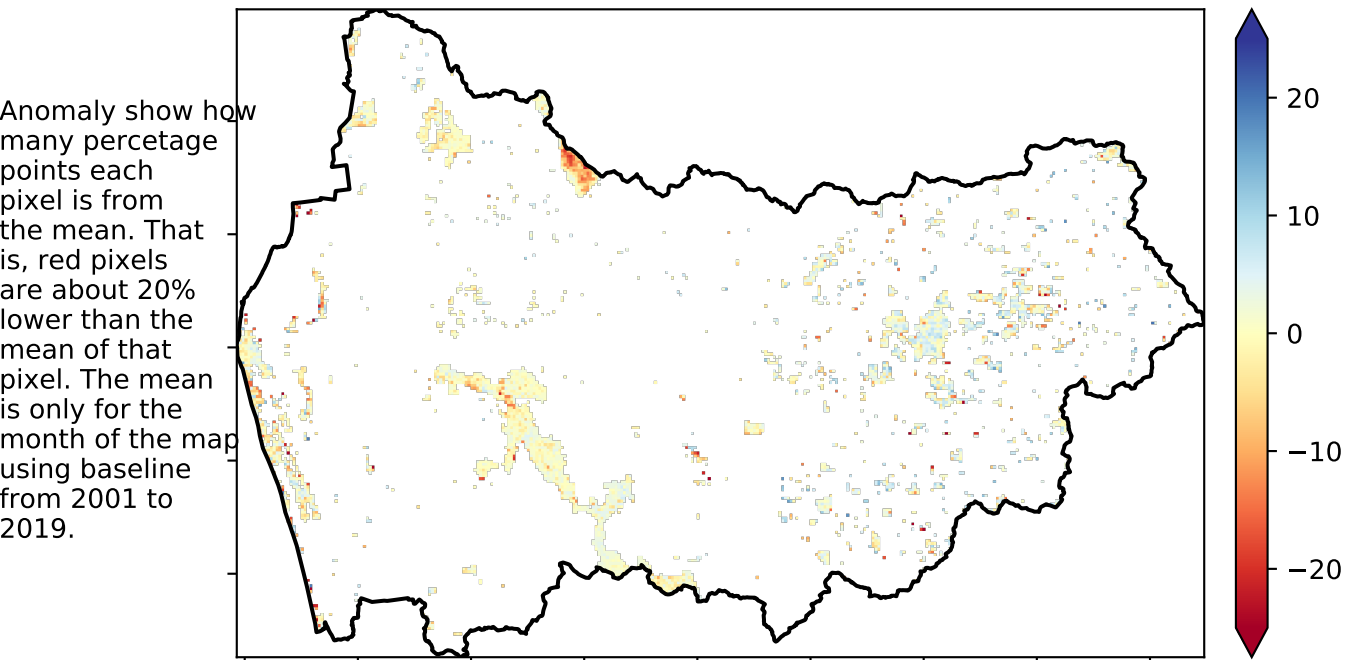 Anomaly show how
many percetage
points each
pixel is from
the mean. That
is, red pixels
are about 20%
lower than the
mean of that
pixel. The mean
is only for the
month of the map
using baseline
from 2001 to
2019.
20
10
0
−10
−20